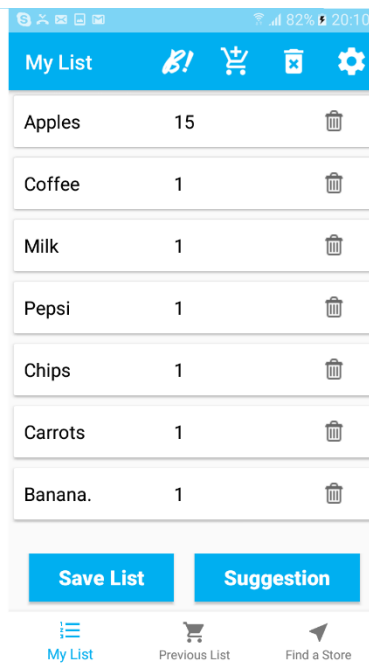 82% 20:10
My List B!
Apples 15
Coffee 1
Milk 1
Pepsi 1
Chips 1
Carrots 1
Banana. 1
Save List Suggestion
My List Previous List Find a Store